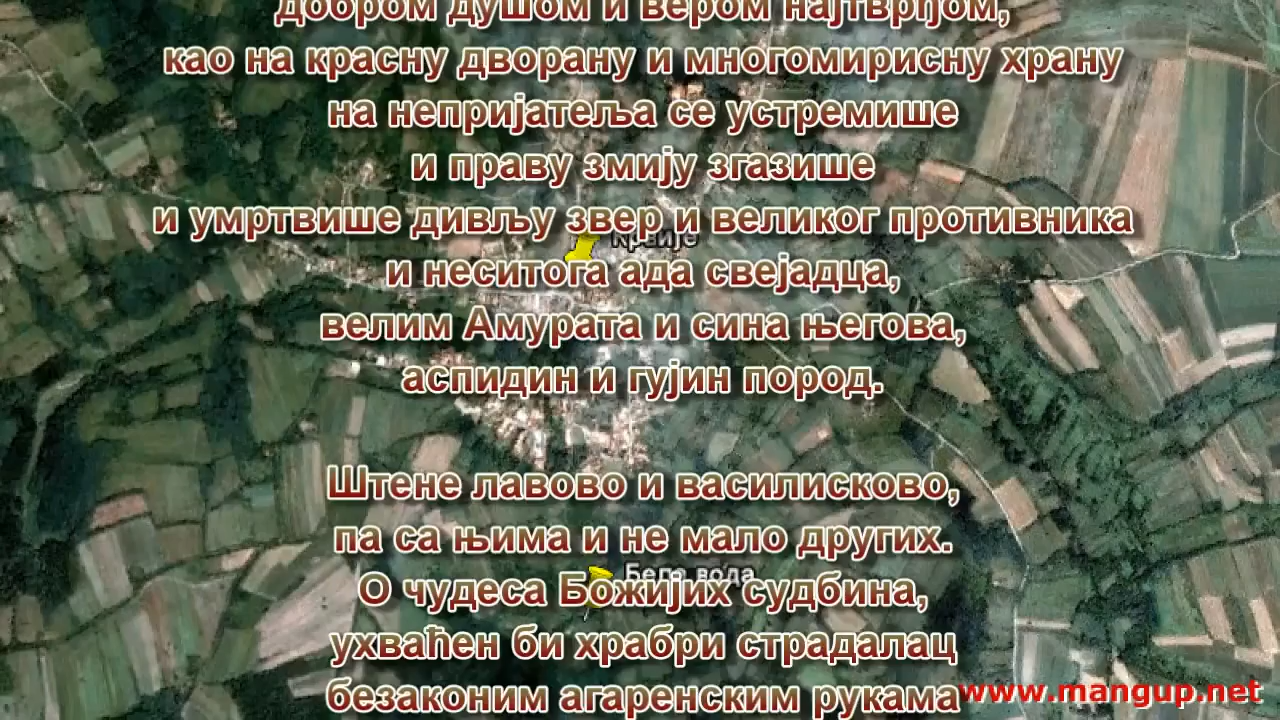 добром душом и вером најтврђом,
као на красну дворану и многомирисну храну
на непријатеља се устремише
и праву змију згазише
и умртвише дивљу звер и великог противника
и неситога ада свејадца,
велим Амурата и сина његова,
аспидин и гујин пород.
Штене лавово и василисково,
па са њима и не мало других.
Бела вода
О чудеса Божијих судбина,
ухваћен би храбри страдалац
безаконим агаренским рукама
www.mangup.net